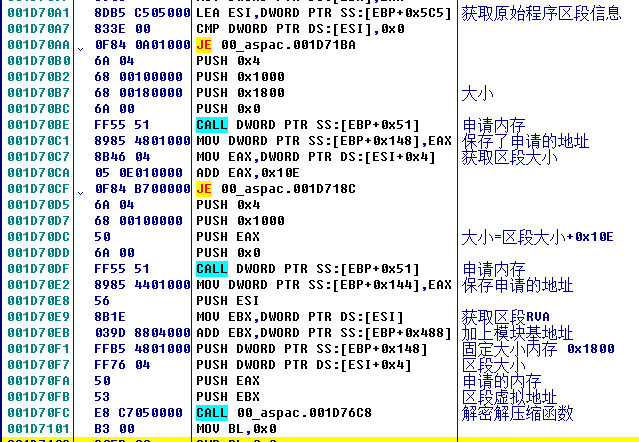 001D70A1 8DB5 C505000 LEA ESI,DWORD PTR SS:[EBP+0x5C5] 获取原始程序区段信息
001D70A7 833E 00 CMP DWORD PTR DS:[ESI],0x0
001D70AA 0F84 0A01000 JE 00_aspac.001D71BA
001D70B0 6A 04 PUSH 0x4
001D70B2 68 00100000 PUSH 0x1000
001D70B7 68 00180000 PUSH 0x1800 大小
001D70BC 6A 00 PUSH 0x0
001D70BE FF55 51 CALL DWORD PTR SS:[EBP+0x51] 申请内存
001D70C1 8985 4801000 MOV DWORD PTR SS:[EBP+0x148],EAX 保存了申请的地址
001D70C7 8B46 04 MOV EAX,DWORD PTR DS:[ESI+0x4] 获取区段大小
001D70CA 05 0E010000 ADD EAX,0x10E
001D70CF 0F84 B700000 JE 00_aspac.001D718C
001D70D5 6A 04 PUSH 0x4
001D70D7 68 00100000 PUSH 0x1000
001D70DC 50 PUSH EAX 大小=区段大小+0x10E
001D70DD 6A 00 PUSH 0x0
001D70DF FF55 51 CALL DWORD PTR SS:[EBP+0x51] 申请内存
001D70E2 8985 4401000 MOV DWORD PTR SS:[EBP+0x144],EAX 保存申请的地址
001D70E8 56 PUSH ESI
001D70E9 8B1E MOV EBX,DWORD PTR DS:[ESI] 获取区段RVA
001D70EB 039D 8804000 ADD EBX,DWORD PTR SS:[EBP+0x488] 加上模块基地址
001D70F1 FFB5 4801000 PUSH DWORD PTR SS:[EBP+0x148] 固定大小内存 0x1800
001D70F7 FF76 04 PUSH DWORD PTR DS:[ESI+0x4] 区段大小
001D70FA 50 PUSH EAX 申请的内存
001D70FB 53 PUSH EBX 区段虚拟地址
001D70FC E8 C7050000 CALL 00_aspac.001D76C8 解密解压缩函数
001D7101 B3 00 MOV BL,0x0